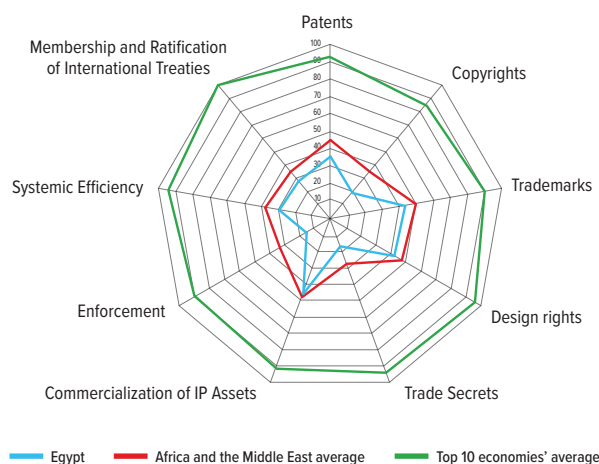 Patents
Membership and Ratification
of International Treaties
Copyrights
100
90
80
70
60
50
40
30
20
10
0
Systemic Efficiency
Trademarks
Enforcement
Design rights
Commercialization of IP Assets
Trade Secrets
Egypt
Africa and the Middle East average
Top 10 economies' average